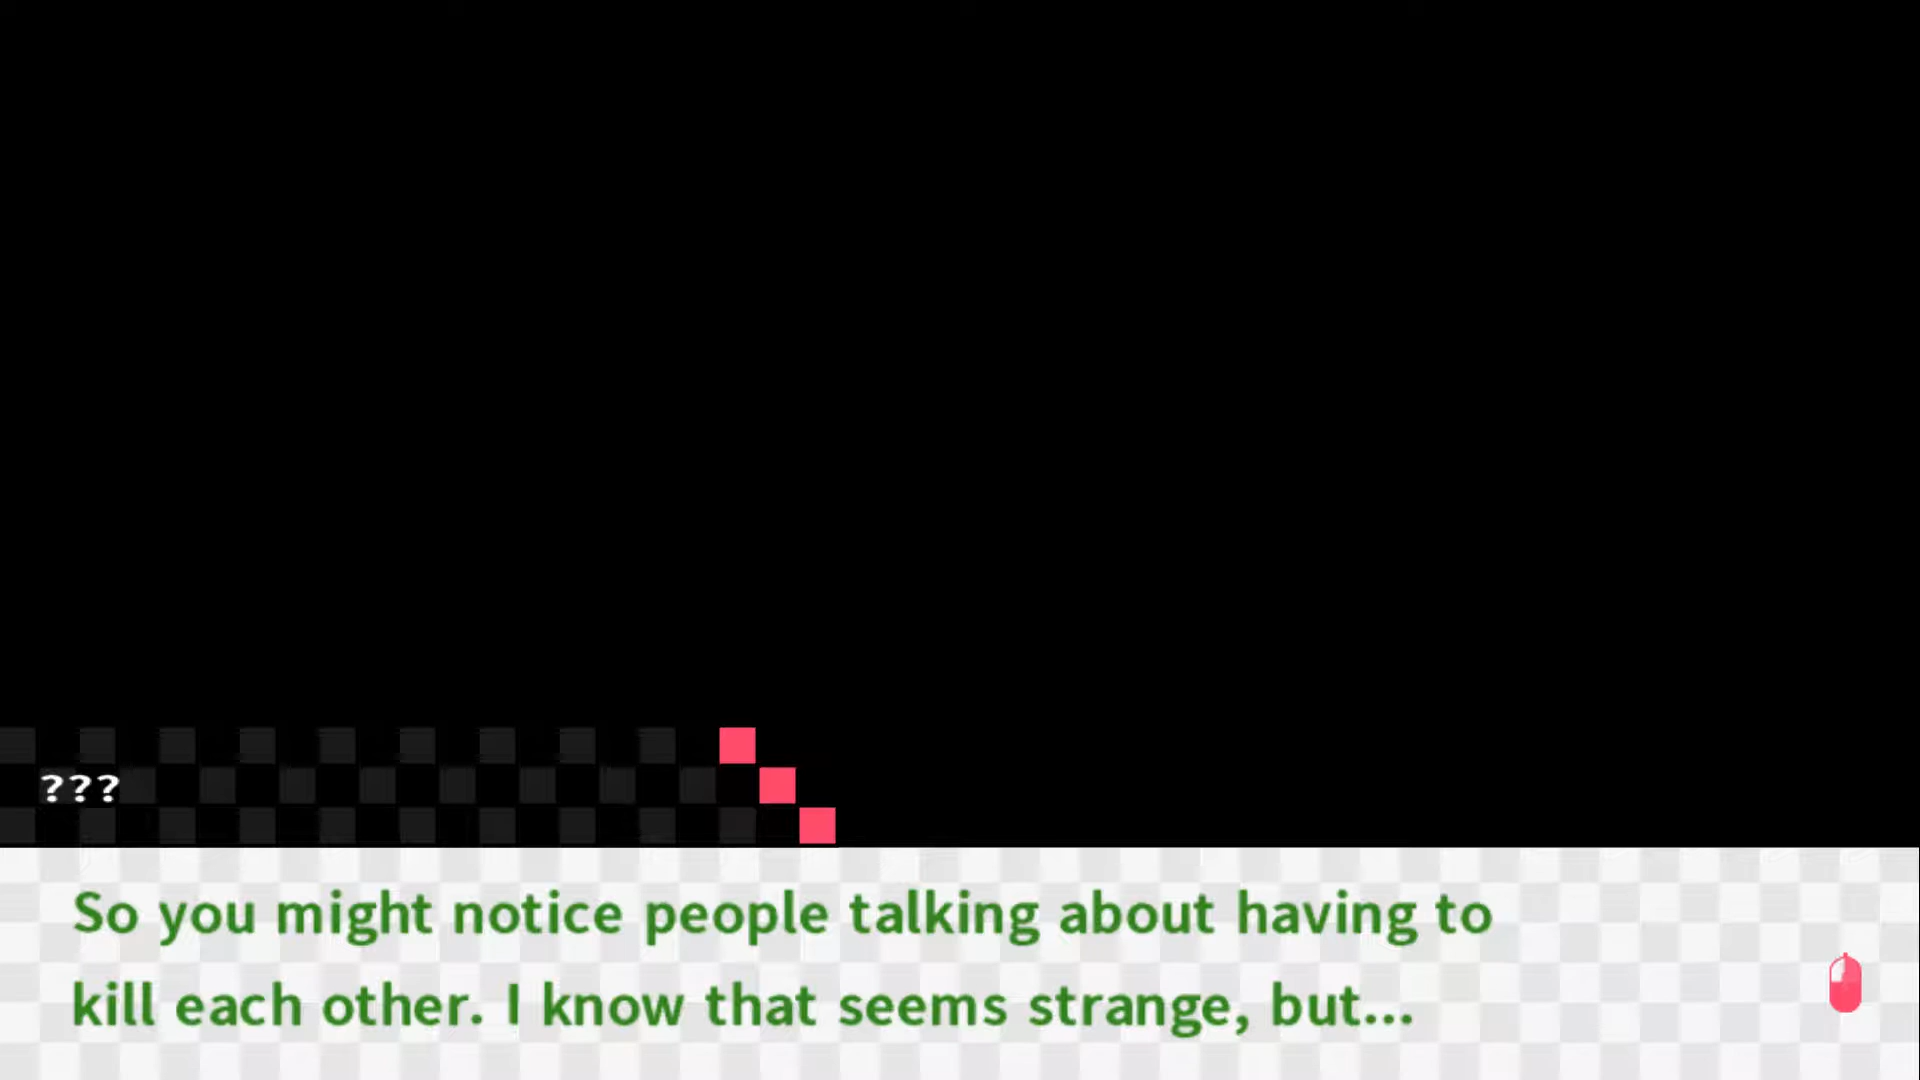 ???
So you might notice people talking about having to
kill each other. I know that seems strange, but...